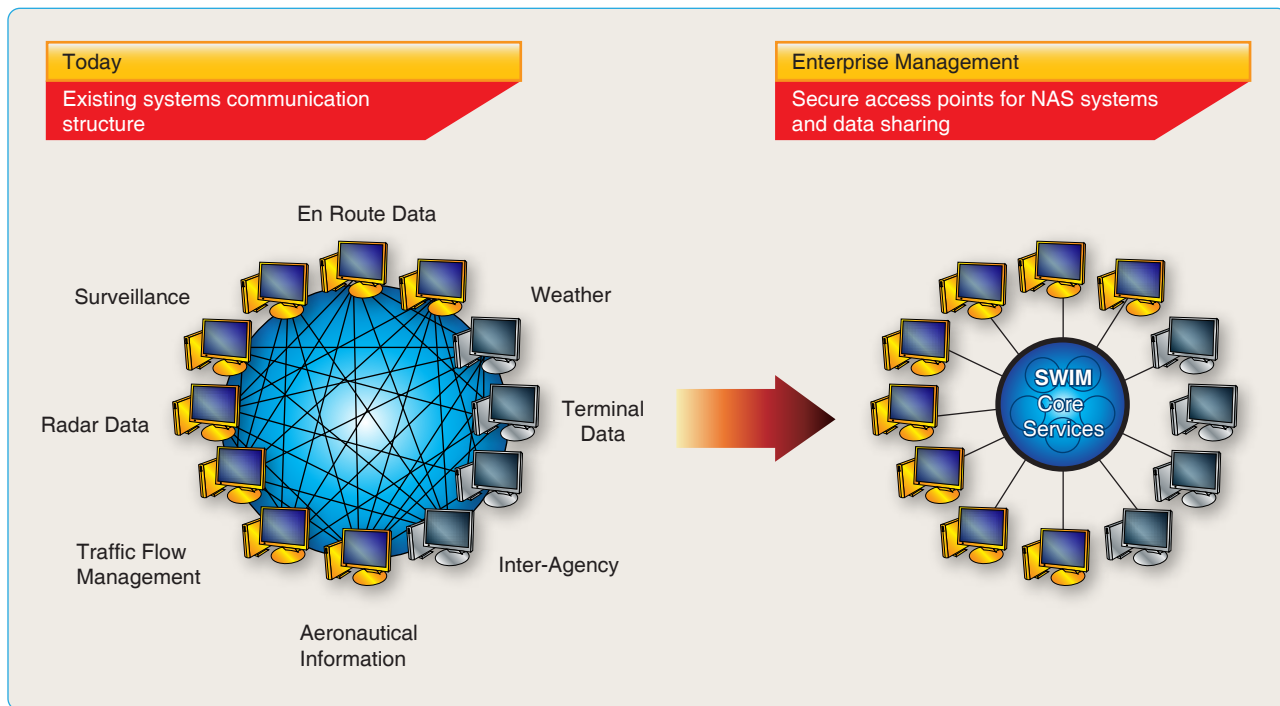 Today
Existing systems communication
structure
Enterprise Management
Secure access points for NAS systems
and data sharing
En Route Data
Surveillance
Weather
Radar Data
Terminal
Data
Traffic Flow
Management
Inter-Agency
Aeronautical
Information
SWIM
Core
Services